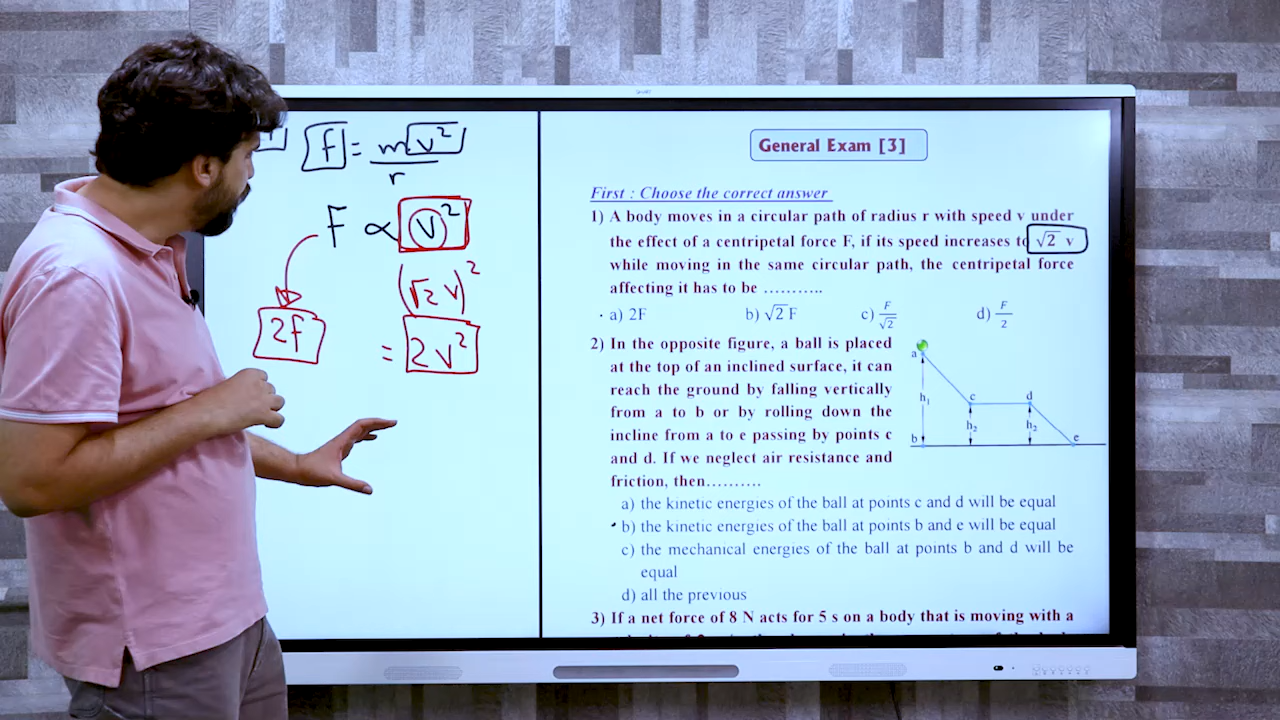 f = mv²
r
F ∝ v²
(√2 v)²
2f
= 2v²
General Exam [3]
First : Choose the correct answer
1) A body moves in a circular path of radius r with speed v under
the effect of a centripetal force F, if its speed increases to √2 v
while moving in the same circular path, the centripetal force
affecting it has to be ...........
a) 2F b) √2 F c) F/√2 d) F/2
2) In the opposite figure, a ball is placed
at the top of an inclined surface, it can
reach the ground by falling vertically
from a to b or by rolling down the
incline from a to e passing by points c
and d. If we neglect air resistance and
friction, then..........
a
h₁
c
d
h₂
h₂
b
e
a) the kinetic energies of the ball at points c and d will be equal
b) the kinetic energies of the ball at points b and e will be equal
c) the mechanical energies of the ball at points b and d will be
equal
d) all the previous
3) If a net force of 8 N acts for 5 s on a body that is moving with a